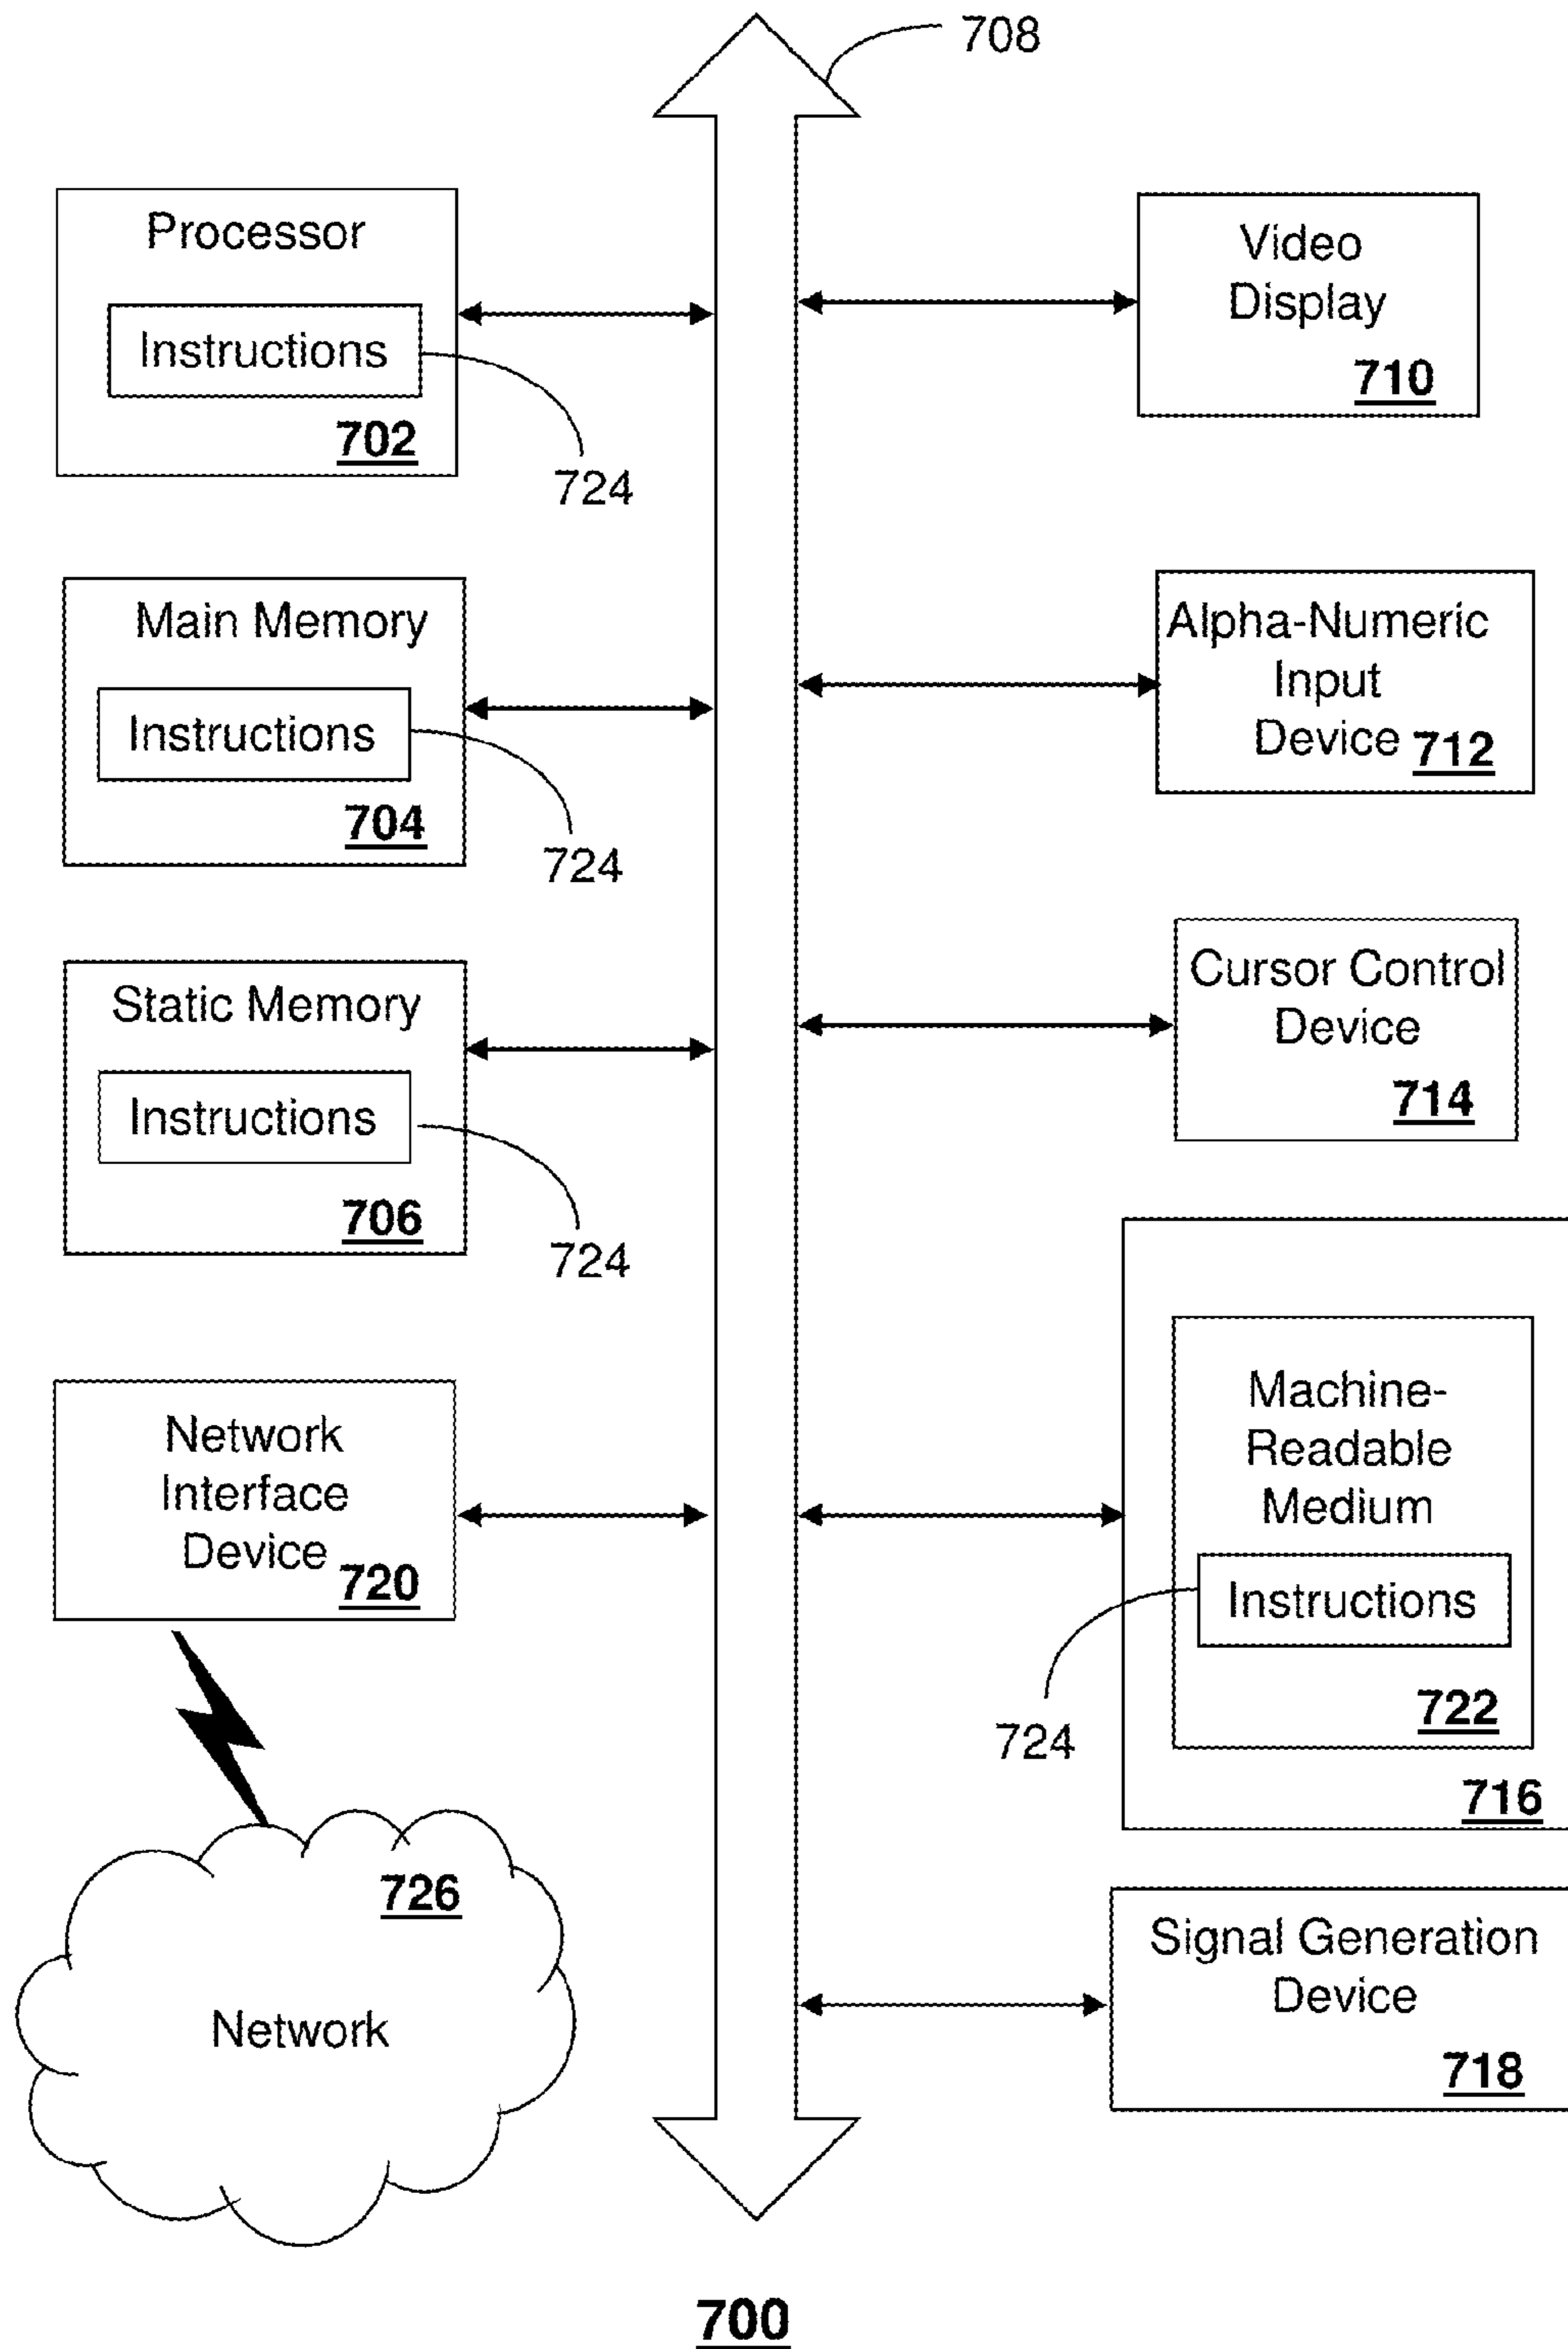 708
Processor
Instructions
702
724
Main Memory
Instructions
704
724
Static Memory
Instructions
706
724
Network
Interface
Device
720
726
Network
Video
Display
710
Alpha-Numeric
Input
Device
712
Cursor Control
Device
714
Machine-
Readable
Medium
Instructions
724
722
716
Signal Generation
Device
718
700